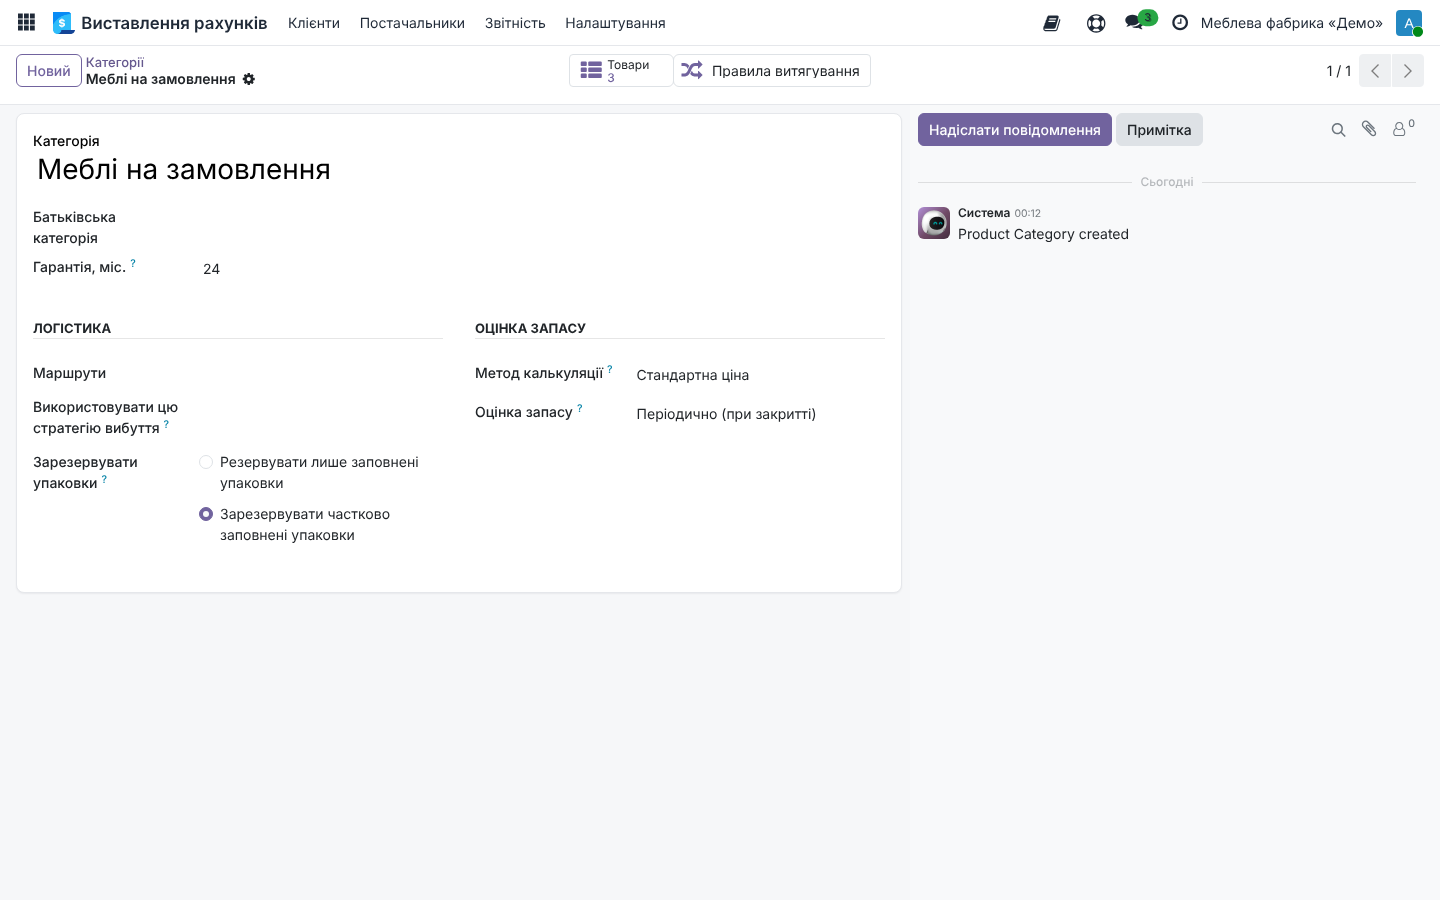 Виставлення рахунків
Клієнти
Постачальники
Звітність
Налаштування
3
Меблева фабрика «Демо»
A
Новий
Категорії
Меблі на замовлення
Товари
3
Правила витягування
1 / 1
Категорія
Меблі на замовлення
Батьківська
категорія
Гарантія, міс. ?
24
ЛОГІСТИКА
Маршрути
Використовувати цю
стратегію вибуття ?
Зарезервувати
упаковки ?
Резервувати лише заповнені
упаковки
Зарезервувати частково
заповнені упаковки
ОЦІНКА ЗАПАСУ
Метод калькуляції ?
Стандартна ціна
Оцінка запасу ?
Періодично (при закритті)
Надіслати повідомлення
Примітка
0
Сьогодні
Система 00:12
Product Category created